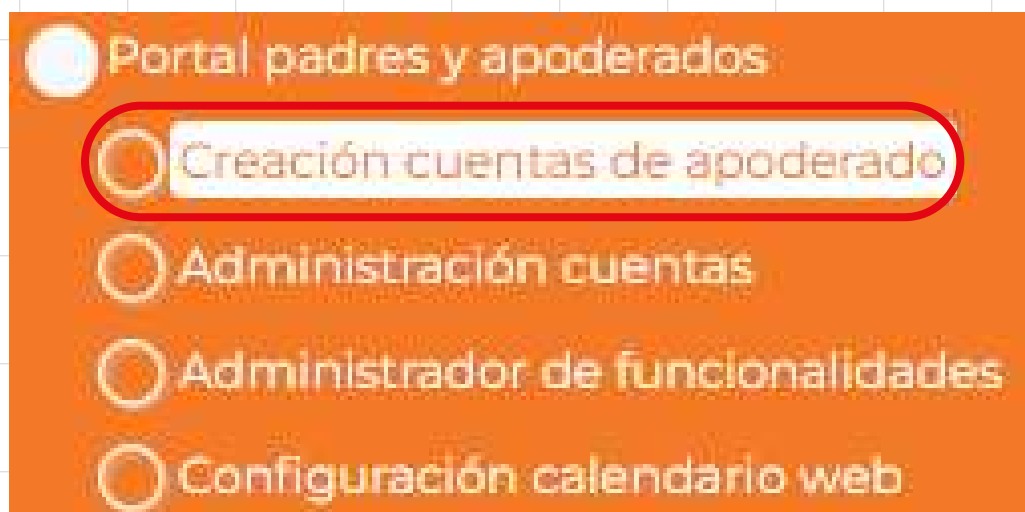 Portal padres y apoderados
Creación cuentas de apoderado
Administración cuentas
Administrador de funcionalidades
Configuración calendario web